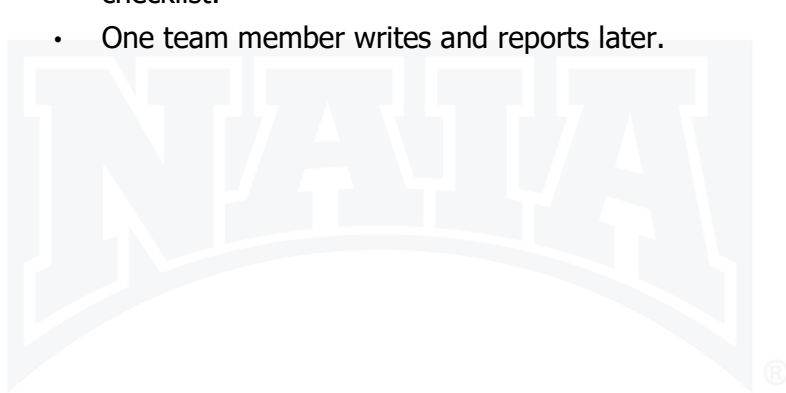 checklist.
• One team member writes and reports later.
NAIA
®